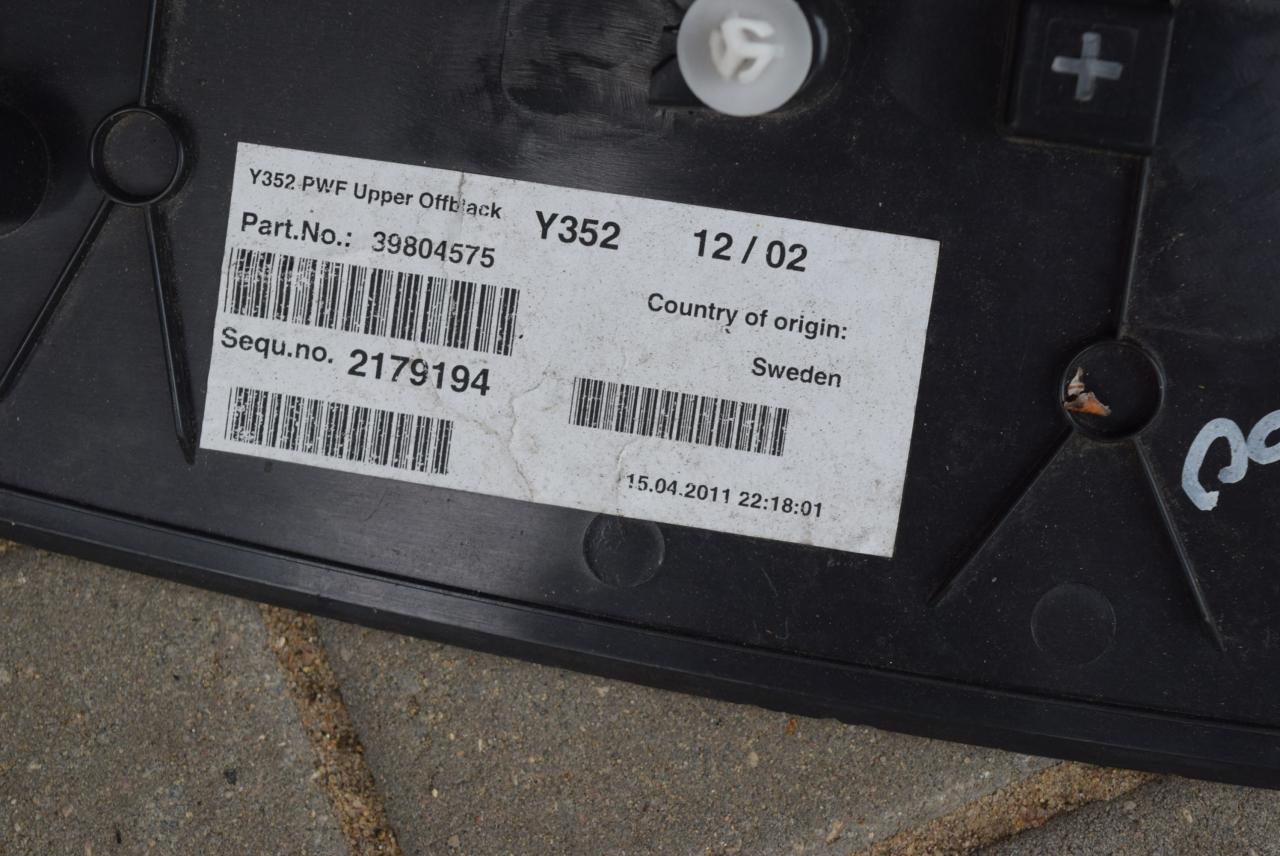 Y352 PWF Upper Offblack
Y352 12 / 02
Part.No.: 39804575
Country of origin:
Sweden
Sequ.no. 2179194
15.04.2011 22:18:01